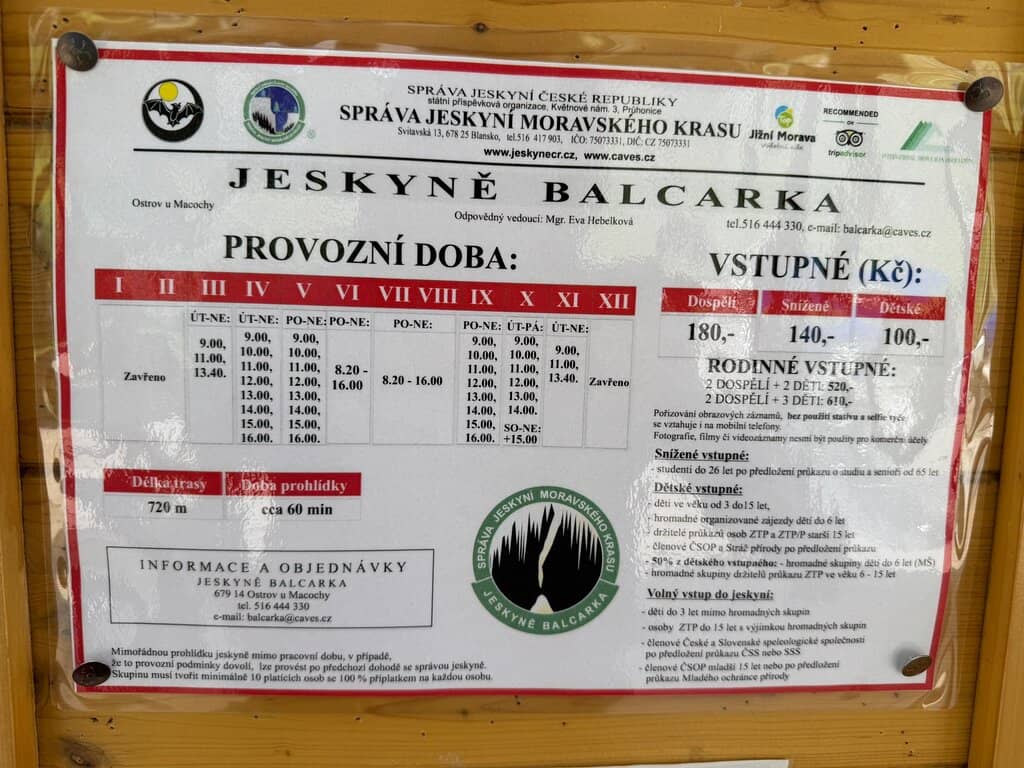 SPRÁVA JESKYNÍ ČESKÉ REPUBLIKY
státní příspěvková organizace, Květnové nám. 3, Průhonice
SPRÁVA JESKYNÍ MORAVSKÉHO KRASU
Svitavská 13, 678 25 Blansko, tel.516 417 903, IČO: 75073331, DIČ: CZ 75073331
www.jeskynecr.cz, www.caves.cz
Jižní Morava
RECOMMENDED
ON
tripadvisor
JESKYNĚ BALCARKA
Ostrov u Macochy
Odpovědný vedoucí: Mgr. Eva Hebelková
tel.516 444 330, e-mail: balcarka@caves.cz
PROVOZNÍ DOBA:
I II III IV V VI VII VIII IX X XI XII
ÚT-NE: ÚT-NE: PO-NE: PO-NE: PO-NE: PO-NE: ÚT-PÁ: ÚT-NE:
Zavřeno
9.00,
11.00,
13.40.
9.00,
10.00,
11.00,
12.00,
13.00,
14.00,
15.00,
16.00.
9.00,
10.00,
11.00,
12.00,
13.00,
14.00,
15.00,
16.00.
8.20 -
16.00
8.20 - 16.00
9.00,
10.00,
11.00,
12.00,
13.00,
14.00,
15.00,
16.00.
9.00,
10.00,
11.00,
12.00,
13.00,
14.00.
SO-NE:
+15.00
9.00,
11.00,
13.40.
Zavřeno
VSTUPNÉ (Kč):
Dospělí Snížené Dětské
180,- 140,- 100,-
RODINNÉ VSTUPNÉ:
2 DOSPĚLÍ + 2 DĚTI: 520,-
2 DOSPĚLÍ + 3 DĚTI: 610,-
Pořizování obrazových záznamů, bez použití stativu a selfie tyče
se vztahuje i na mobilní telefony.
Fotografie, filmy či videozáznamy nesmí být použity pro komerční účely
Snížené vstupné:
- studenti do 26 let po předložení průkazu o studiu a senioři od 65 let
Dětské vstupné:
- děti ve věku od 3 do15 let,
- hromadné organizované zájezdy dětí do 6 let
- držitelé průkazů osob ZTP a ZTP/P starší 15 let
- členové ČSOP a Stráž přírody po předložení průkazu
- 50% z dětského vstupného: - hromadné skupiny dětí do 6 let (MŠ)
- hromadné skupiny držitelů průkazu ZTP ve věku 6 - 15 let
Volný vstup do jeskyní:
- děti do 3 let mimo hromadných skupin
- osoby ZTP do 15 let s výjimkou hromadných skupin
- členové České a Slovenské speleologické společnosti
po předložení průkazu ČSS nebo SSS
- členové ČSOP mladší 15 let nebo po předložení
průkazu Mladého ochránce přírody
Délka trasy Doba prohlídky
720 m cca 60 min
SPRÁVA JESKYNÍ MORAVSKÉHO KRASU
JESKYNĚ BALCARKA
INFORMACE A OBJEDNÁVKY
JESKYNĚ BALCARKA
679 14 Ostrov u Macochy
tel. 516 444 330
e-mail: balcarka@caves.cz
Mimořádnou prohlídku jeskyně mimo pracovní dobu, v případě,
že to provozní podmínky dovolí, lze provést po předchozí dohodě se správou jeskyně.
Skupinu musí tvořit minimálně 10 platících osob se 100 % příplatkem na každou osobu.